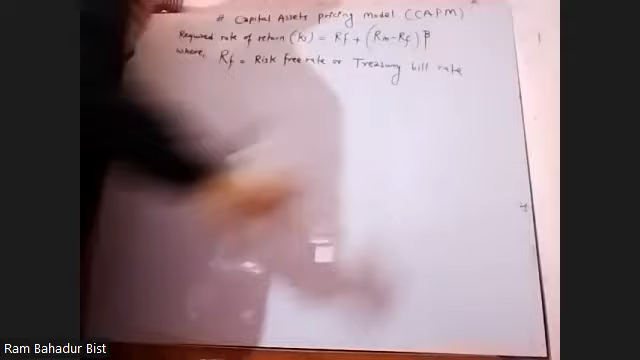 # Capital Assets pricing Model (CAPM)
Required rate of return (ks) = Rf + (Rm-Rf) β
where, Rf = Risk free rate or Treasury bill rate
Ram Bahadur Bist